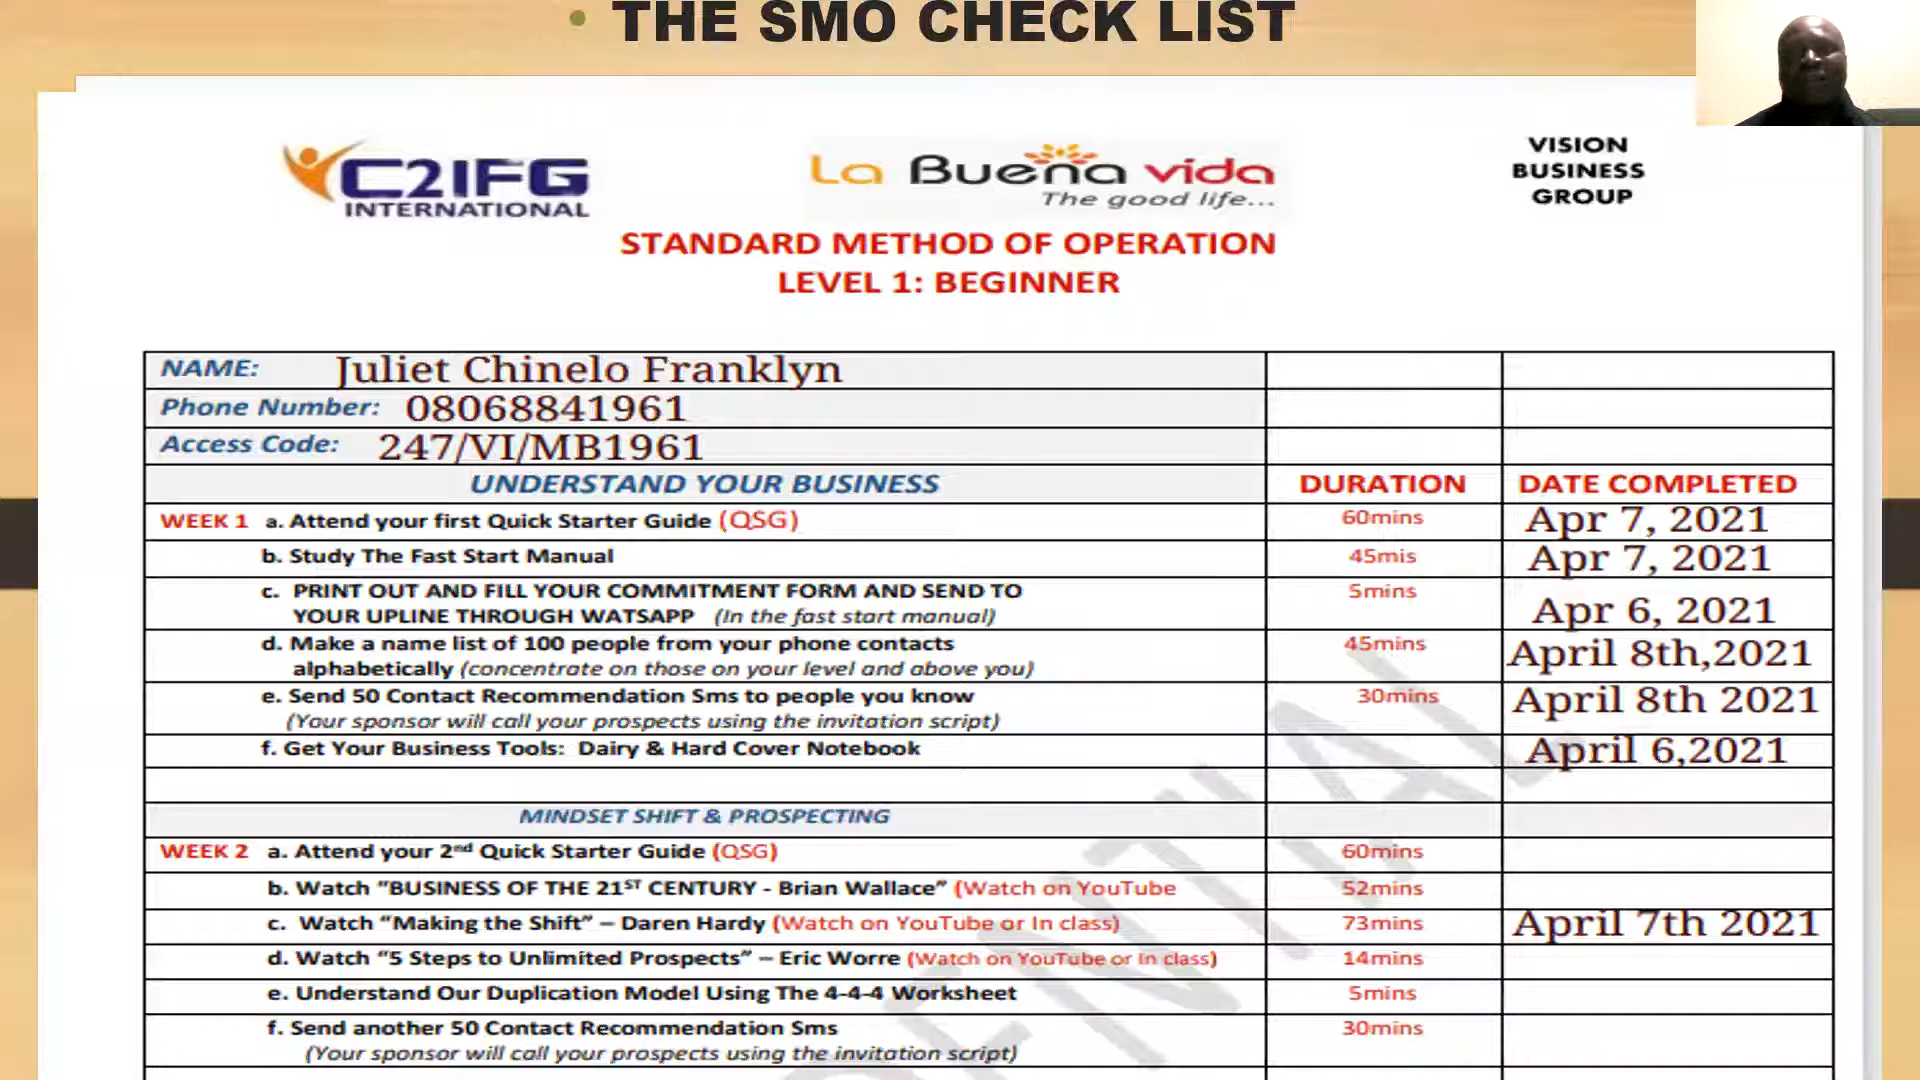 • THE SMO CHECK LIST
C2IFG
INTERNATIONAL
La Buena vida
The good life...
VISION
BUSINESS
GROUP
STANDARD METHOD OF OPERATION
LEVEL 1: BEGINNER
NAME: Juliet Chinelo Franklyn
Phone Number: 08068841961
Access Code: 247/VI/MB1961
UNDERSTAND YOUR BUSINESS DURATION DATE COMPLETED
WEEK 1 a. Attend your first Quick Starter Guide (QSG) 60mins Apr 7, 2021
b. Study The Fast Start Manual 45mis Apr 7, 2021
c. PRINT OUT AND FILL YOUR COMMITMENT FORM AND SEND TO 5mins
YOUR UPLINE THROUGH WATSAPP (In the fast start manual) Apr 6, 2021
d. Make a name list of 100 people from your phone contacts 45mins April 8th,2021
alphabetically (concentrate on those on your level and above you)
e. Send 50 Contact Recommendation Sms to people you know 30mins April 8th 2021
(Your sponsor will call your prospects using the invitation script)
f. Get Your Business Tools: Dairy & Hard Cover Notebook April 6,2021
MINDSET SHIFT & PROSPECTING
WEEK 2 a. Attend your 2nd Quick Starter Guide (QSG) 60mins
b. Watch “BUSINESS OF THE 21ST CENTURY - Brian Wallace” (Watch on YouTube 52mins
c. Watch “Making the Shift” – Daren Hardy (Watch on YouTube or In class) 73mins April 7th 2021
d. Watch “5 Steps to Unlimited Prospects” – Eric Worre (Watch on YouTube or In class) 14mins
e. Understand Our Duplication Model Using The 4-4-4 Worksheet 5mins
f. Send another 50 Contact Recommendation Sms 30mins
(Your sponsor will call your prospects using the invitation script)